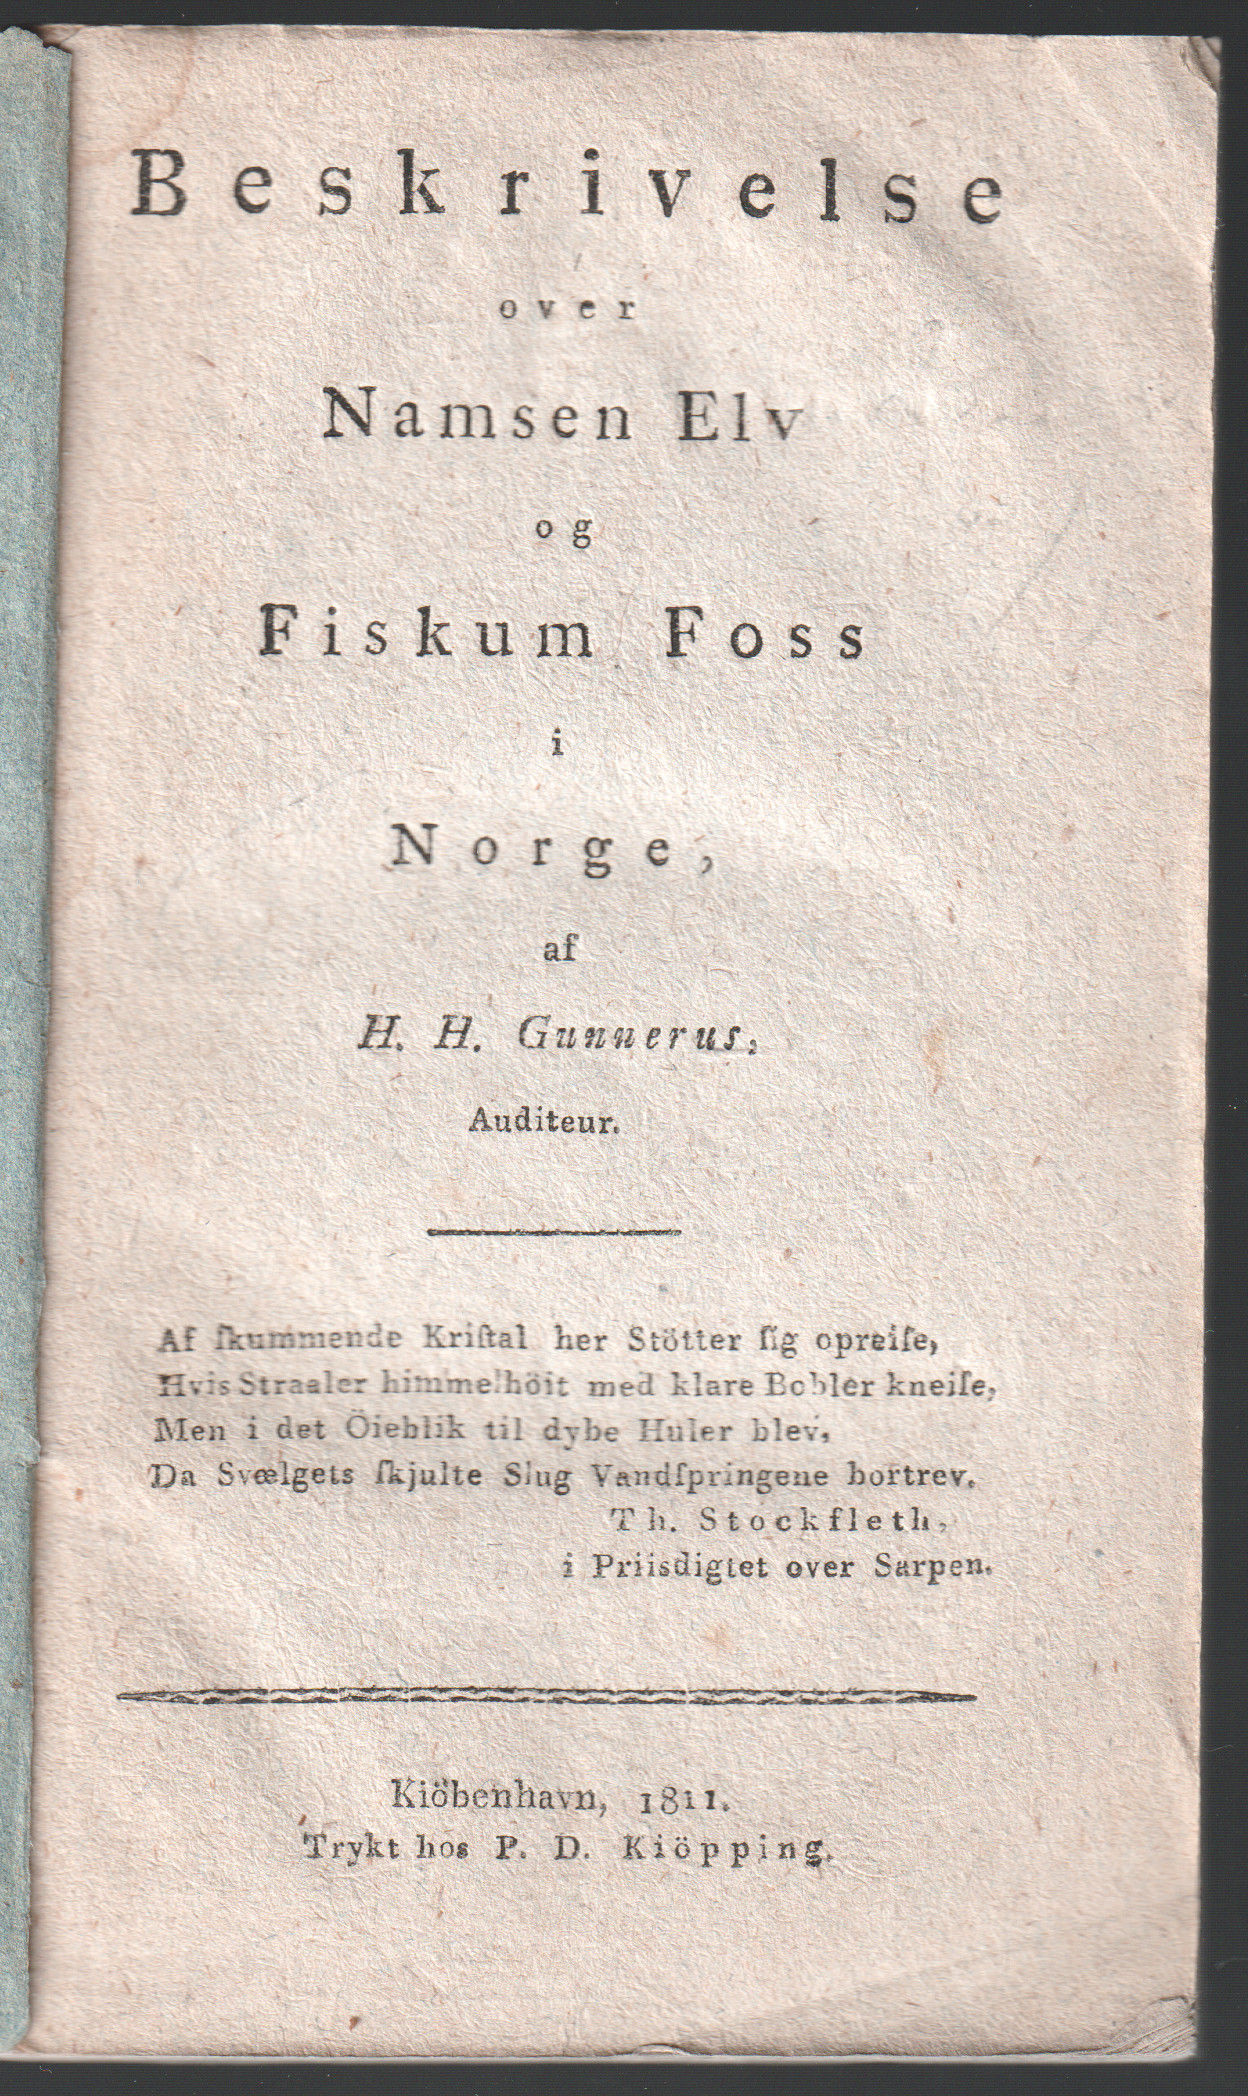 Beskrivelse
over
Namsen Elv
og
Fiskum Foss
i
Norge,
af
H. H. Gunnerus,
Auditeur.
Af ſkummende Kriſtal her Stötter ſig opreiſe,
Hvis Straaler himmelhöit med klare Bobler kneiſe,
Men i det Öieblik til dybe Huler blev,
Da Svœlgets ſkjulte Slug Vandſpringene bortrev.
Th. Stockfleth,
i Priisdigtet over Sarpen.
Kiöbenhavn, 1811.
Trykt hos P. D. Kiöpping.